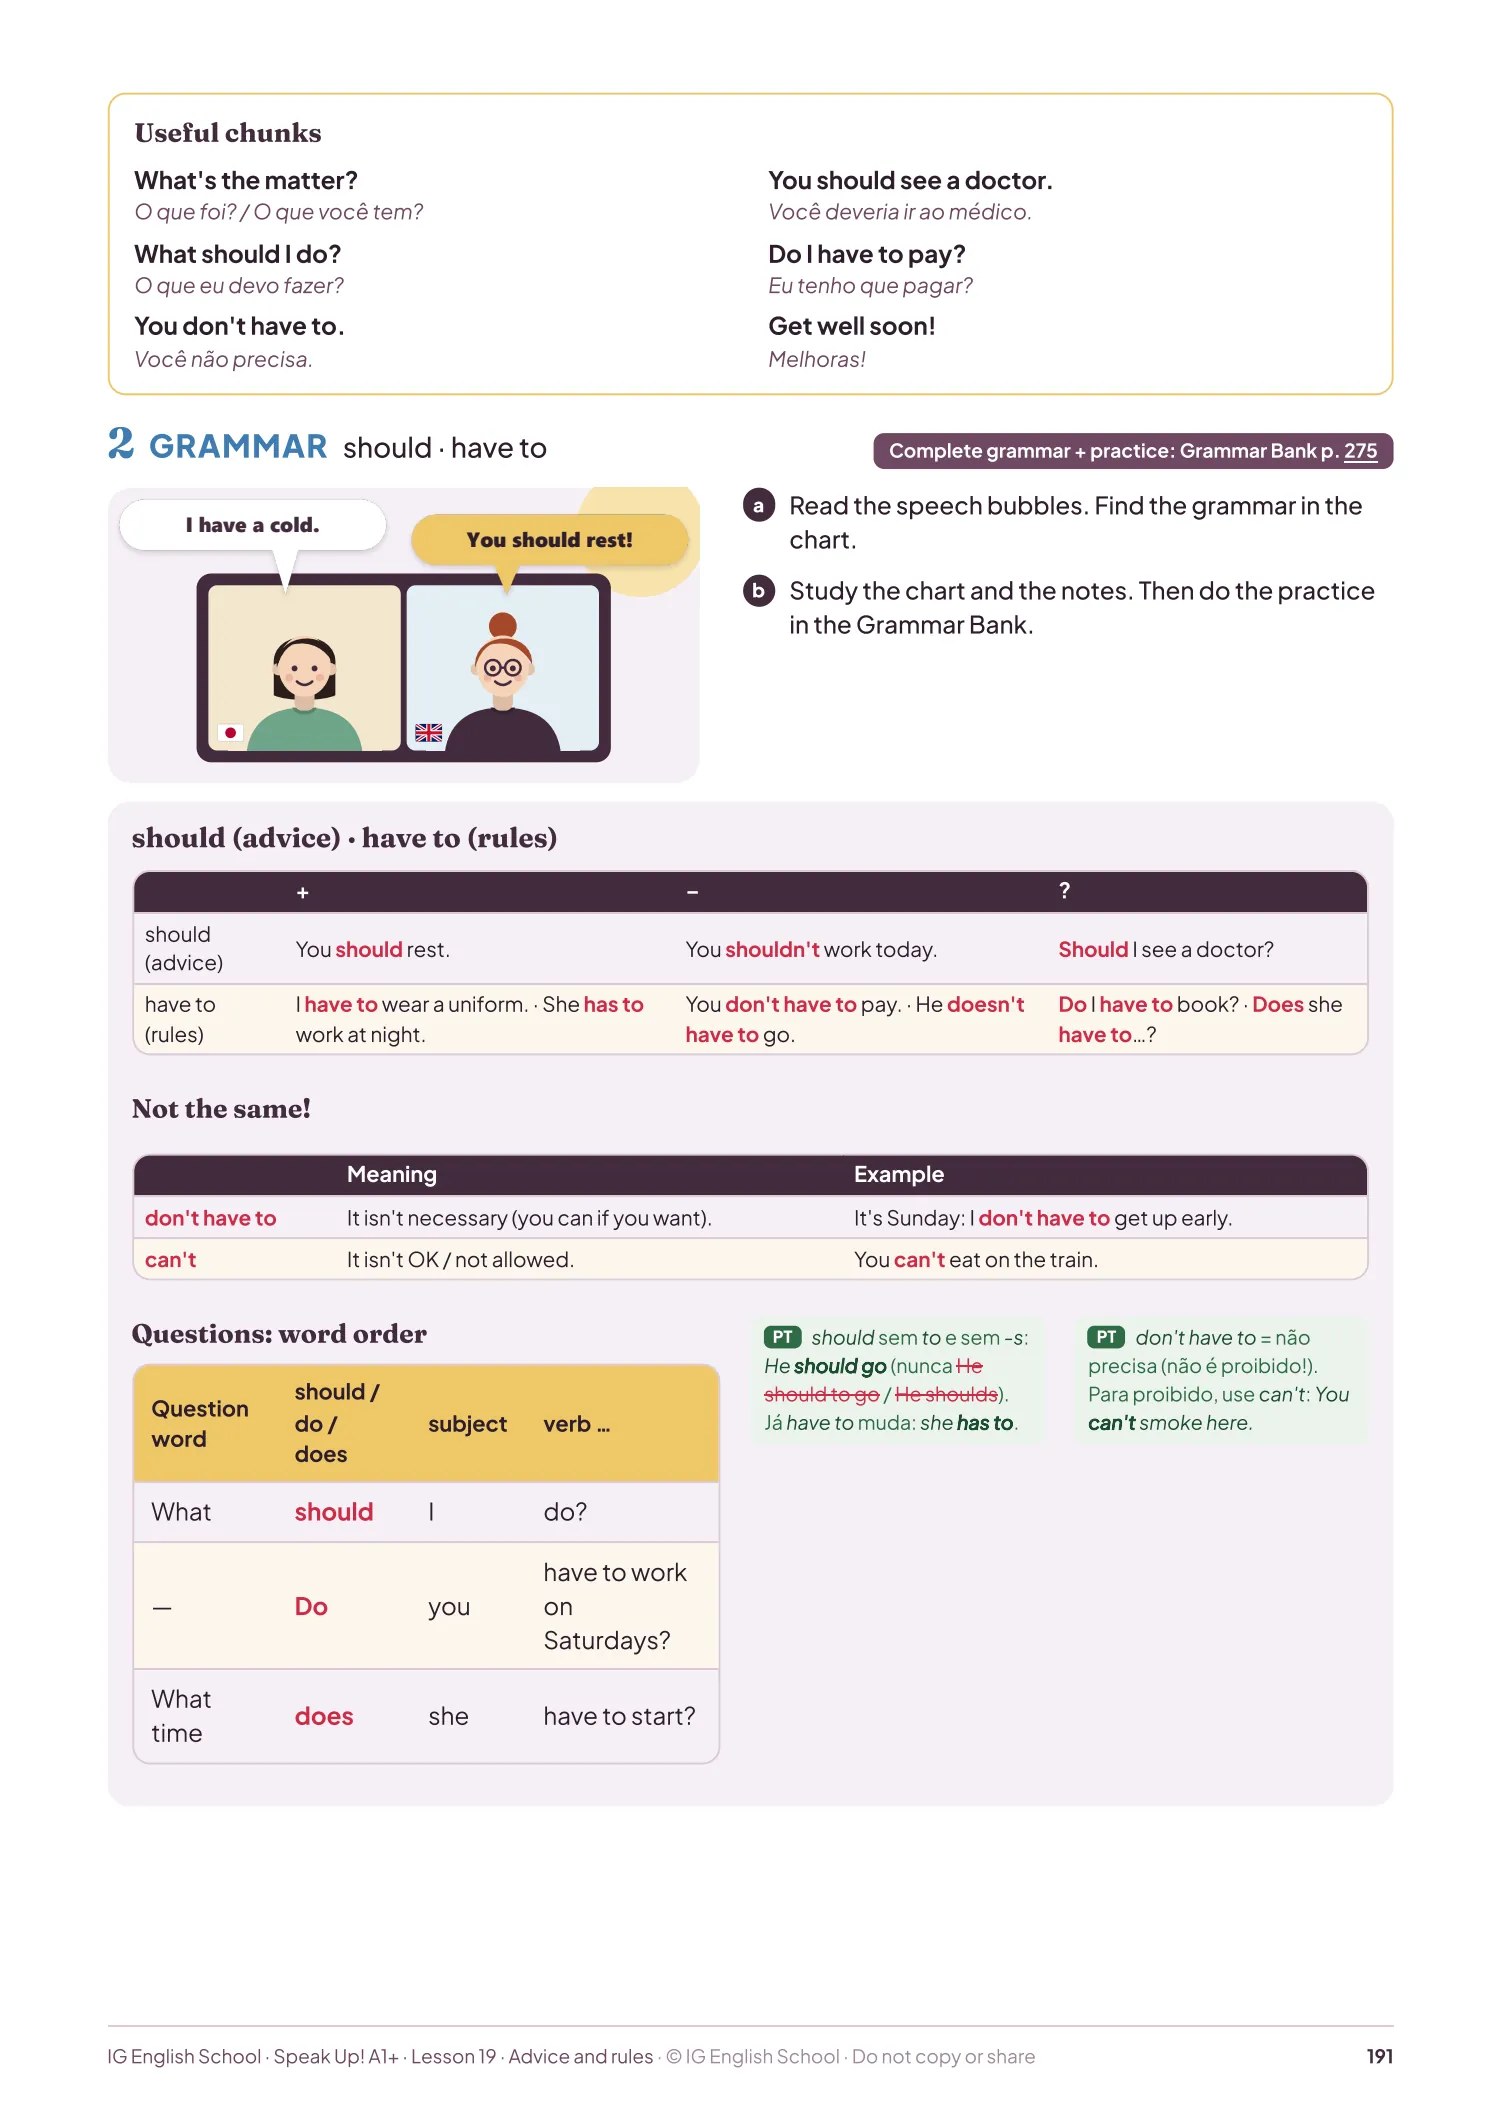 Useful chunks
What's the matter?
O que foi? / O que você tem?
What should I do?
O que eu devo fazer?
You don't have to.
Você não precisa.
You should see a doctor.
Você deveria ir ao médico.
Do I have to pay?
Eu tenho que pagar?
Get well soon!
Melhoras!
2 GRAMMAR should · have to
Complete grammar + practice: Grammar Bank p. 275
I have a cold.
You should rest!
a Read the speech bubbles. Find the grammar in the
chart.
b Study the chart and the notes. Then do the practice
in the Grammar Bank.
should (advice) · have to (rules)
+ – ?
should
(advice)
You should rest.
You shouldn't work today.
Should I see a doctor?
have to
(rules)
I have to wear a uniform. · She has to
work at night.
You don't have to pay. · He doesn't
have to go.
Do I have to book? · Does she
have to…?
Not the same!
Meaning Example
don't have to It isn't necessary (you can if you want). It's Sunday: I don't have to get up early.
can't It isn't OK / not allowed. You can't eat on the train.
Questions: word order
Question
word
should /
do /
does
subject
verb …
What should I do?
— Do you have to work
on
Saturdays?
What
time
does she have to start?
PT should sem to e sem -s:
He should go (nunca He
should to go / He shoulds).
Já have to muda: she has to.
PT don't have to = não
precisa (não é proibido!).
Para proibido, use can't: You
can't smoke here.
IG English School · Speak Up! A1+ · Lesson 19 · Advice and rules · © IG English School · Do not copy or share
191